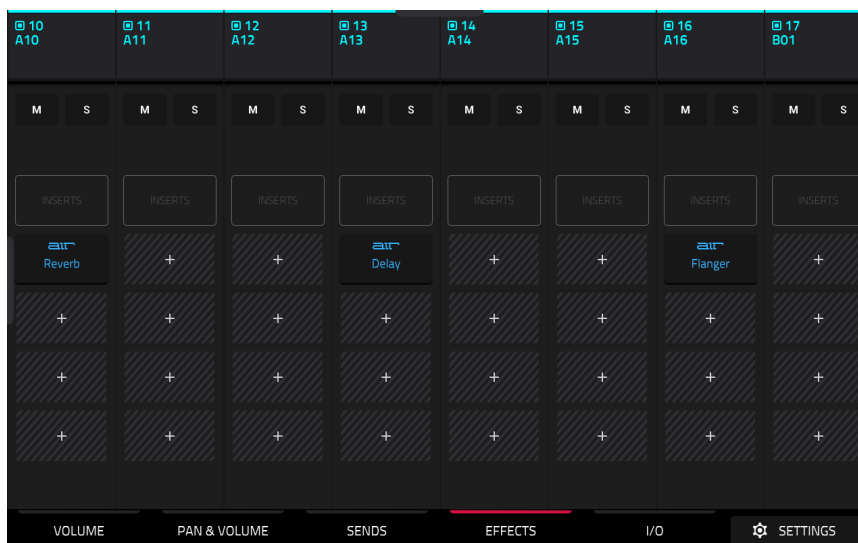 10 11 12 13 14 15 16 17
A10 A11 A12 A13 A14 A15 A16 B01
M S M S M S M S M S M S M S M S
INSERTS INSERTS INSERTS INSERTS INSERTS INSERTS INSERTS INSERTS
air air air
Reverb + + Delay + + Flanger +
+ + + + + + + +
+ + + + + + + +
+ + + + + + + +
VOLUME PAN & VOLUME SENDS EFFECTS I/O SETTINGS